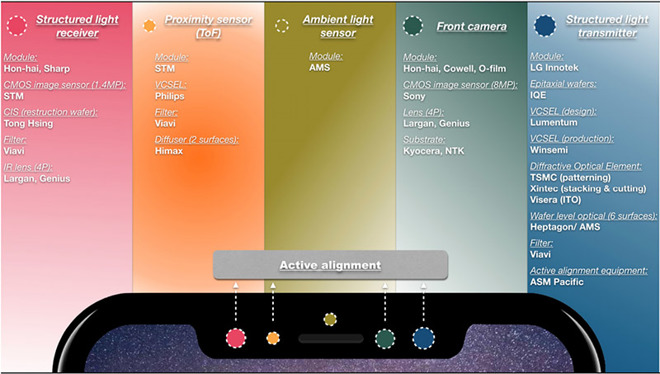 Structured light
receiver
Module:
Hon-hai, Sharp
CMOS image sensor (1.4MP):
STM
CIS (restruction wafer):
Tong Hsing
Filter:
Viavi
IR lens (4P):
Largan, Genius
Proximity sensor
(ToF)
Module:
STM
VCSEL:
Philips
Filter:
Viavi
Diffuser (2 surfaces):
Himax
Ambient light
sensor
Module:
AMS
Front camera
Module:
Hon-hai, Cowell, O-film
CMOS image sensor (8MP):
Sony
Lens (4P):
Largan, Genius
Substrate:
Kyocera, NTK
Structured light
transmitter
Module:
LG Innotek
Epitaxial wafers:
IQE
VCSEL (design):
Lumentum
VCSEL (production):
Winsemi
Diffractive Optical Element:
TSMC (patterning)
Xintec (stacking & cutting)
Visera (ITO)
Wafer level optical (6 surfaces):
Heptagon/ AMS
Filter:
Viavi
Active alignment equipment:
ASM Pacific
Active alignment